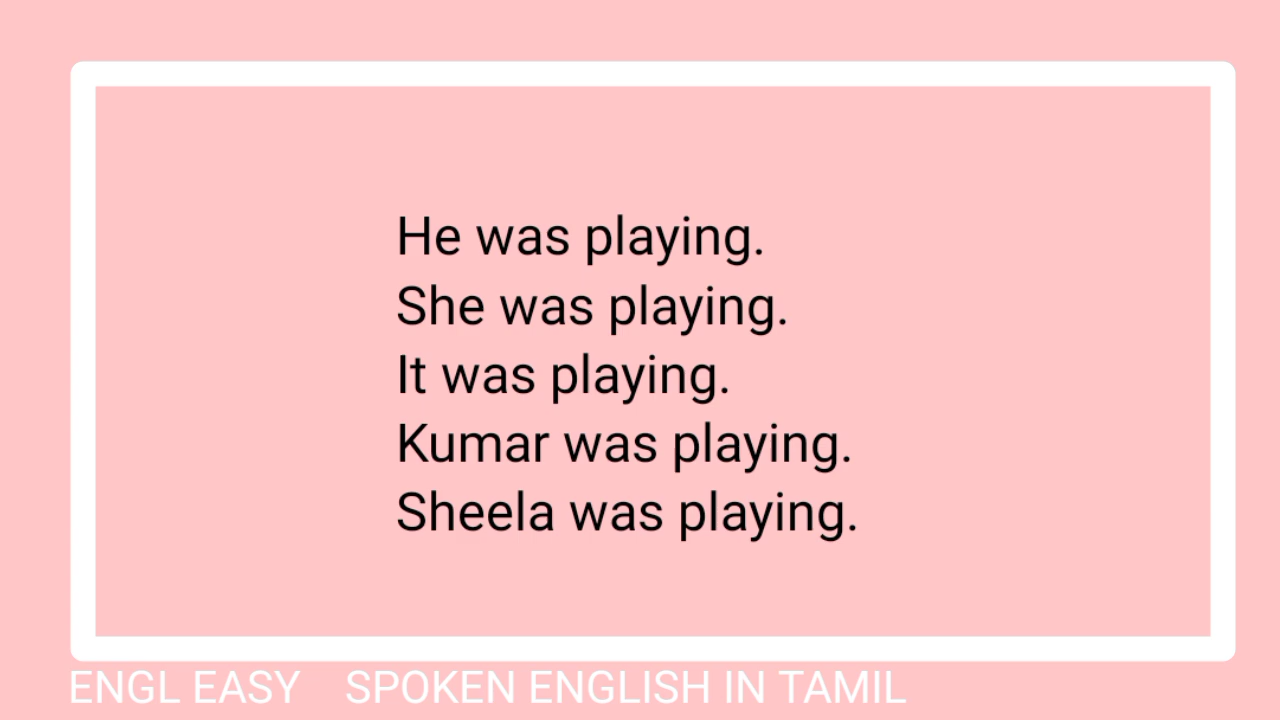 He was playing.
She was playing.
It was playing.
Kumar was playing.
Sheela was playing.
ENGL EASY SPOKEN ENGLISH IN TAMIL